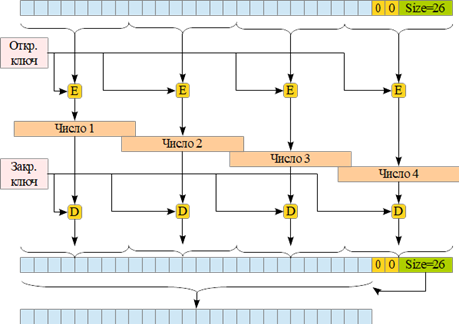 0 0 Size=26
Откр.
ключ
E E E E
Число 1
Число 2
Число 3
Число 4
Закр.
ключ
D D D D
0 0 Size=26